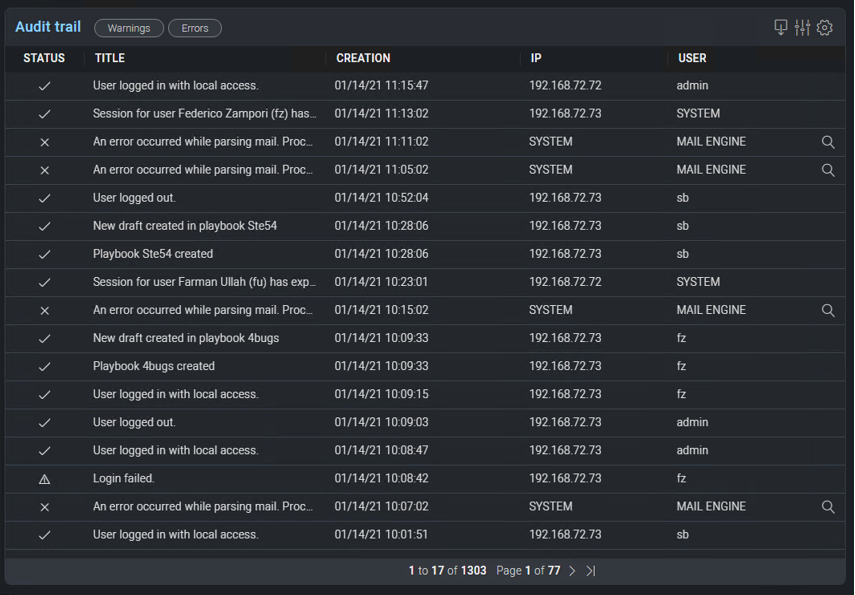 Audit trail Warnings Errors
STATUS TITLE CREATION IP USER
User logged in with local access. 01/14/21 11:15:47 192.168.72.72 admin
Session for user Federico Zampori (fz) has... 01/14/21 11:13:02 192.168.72.73 SYSTEM
An error occurred while parsing mail. Proc... 01/14/21 11:11:02 SYSTEM MAIL ENGINE
An error occurred while parsing mail. Proc... 01/14/21 11:05:02 SYSTEM MAIL ENGINE
User logged out. 01/14/21 10:52:04 192.168.72.73 sb
New draft created in playbook Ste54 01/14/21 10:28:06 192.168.72.73 sb
Playbook Ste54 created 01/14/21 10:28:06 192.168.72.73 sb
Session for user Farman Ullah (fu) has exp... 01/14/21 10:23:01 192.168.72.72 SYSTEM
An error occurred while parsing mail. Proc... 01/14/21 10:15:02 SYSTEM MAIL ENGINE
New draft created in playbook 4bugs 01/14/21 10:09:33 192.168.72.73 fz
Playbook 4bugs created 01/14/21 10:09:33 192.168.72.73 fz
User logged in with local access. 01/14/21 10:09:15 192.168.72.73 fz
User logged out. 01/14/21 10:09:03 192.168.72.73 admin
User logged in with local access. 01/14/21 10:08:47 192.168.72.73 admin
Login failed. 01/14/21 10:08:42 192.168.72.73 fz
An error occurred while parsing mail. Proc... 01/14/21 10:07:02 SYSTEM MAIL ENGINE
User logged in with local access. 01/14/21 10:01:51 192.168.72.73 sb
1 to 17 of 1303 Page 1 of 77